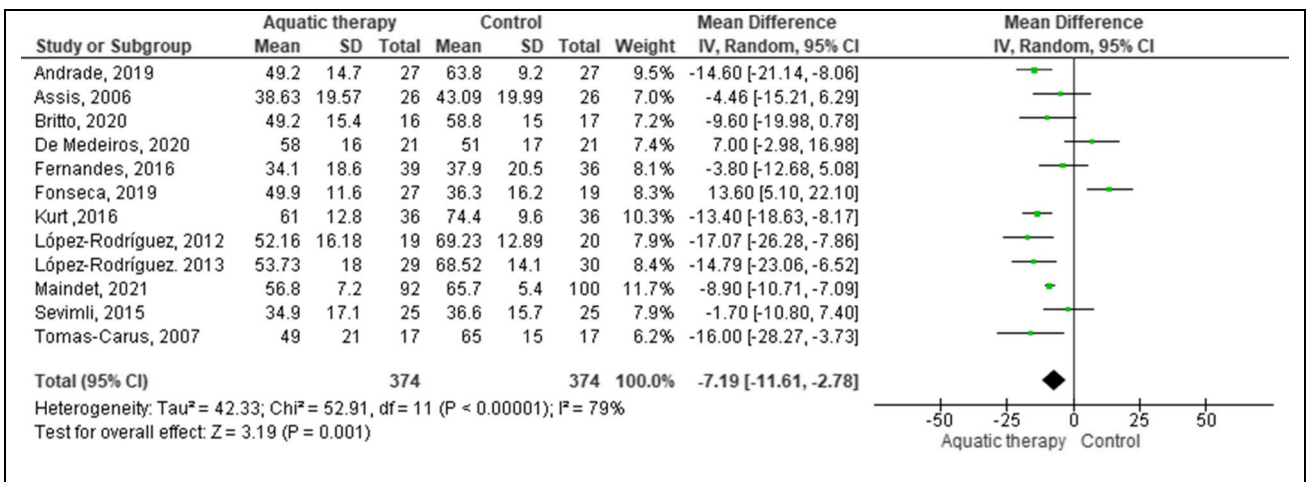 Aquatic therapy Control Mean Difference Mean Difference
Study or Subgroup Mean SD Total Mean SD Total Weight IV, Random, 95% CI IV, Random, 95% CI
Andrade, 2019 49.2 14.7 27 63.8 9.2 27 9.5% -14.60 [-21.14, -8.06]
Assis, 2006 38.63 19.57 26 43.09 19.99 26 7.0% -4.46 [-15.21, 6.29]
Britto, 2020 49.2 15.4 16 58.8 15 17 7.2% -9.60 [-19.98, 0.78]
De Medeiros, 2020 58 16 21 51 17 21 7.4% 7.00 [-2.98, 16.98]
Fernandes, 2016 34.1 18.6 39 37.9 20.5 36 8.1% -3.80 [-12.68, 5.08]
Fonseca, 2019 49.9 11.6 27 36.3 16.2 19 8.3% 13.60 [5.10, 22.10]
Kurt ,2016 61 12.8 36 74.4 9.6 36 10.3% -13.40 [-18.63, -8.17]
López-Rodríguez, 2012 52.16 16.18 19 69.23 12.89 20 7.9% -17.07 [-26.28, -7.86]
López-Rodríguez. 2013 53.73 18 29 68.52 14.1 30 8.4% -14.79 [-23.06, -6.52]
Maindet, 2021 56.8 7.2 92 65.7 5.4 100 11.7% -8.90 [-10.71, -7.09]
Sevimli, 2015 34.9 17.1 25 36.6 15.7 25 7.9% -1.70 [-10.80, 7.40]
Tomas-Carus, 2007 49 21 17 65 15 17 6.2% -16.00 [-28.27, -3.73]
Total (95% CI) 374 374 100.0% -7.19 [-11.61, -2.78]
Heterogeneity: Tau² = 42.33; Chi² = 52.91, df = 11 (P < 0.00001); I² = 79%
Test for overall effect: Z = 3.19 (P = 0.001)
-50 -25 0 25 50
Aquatic therapy Control